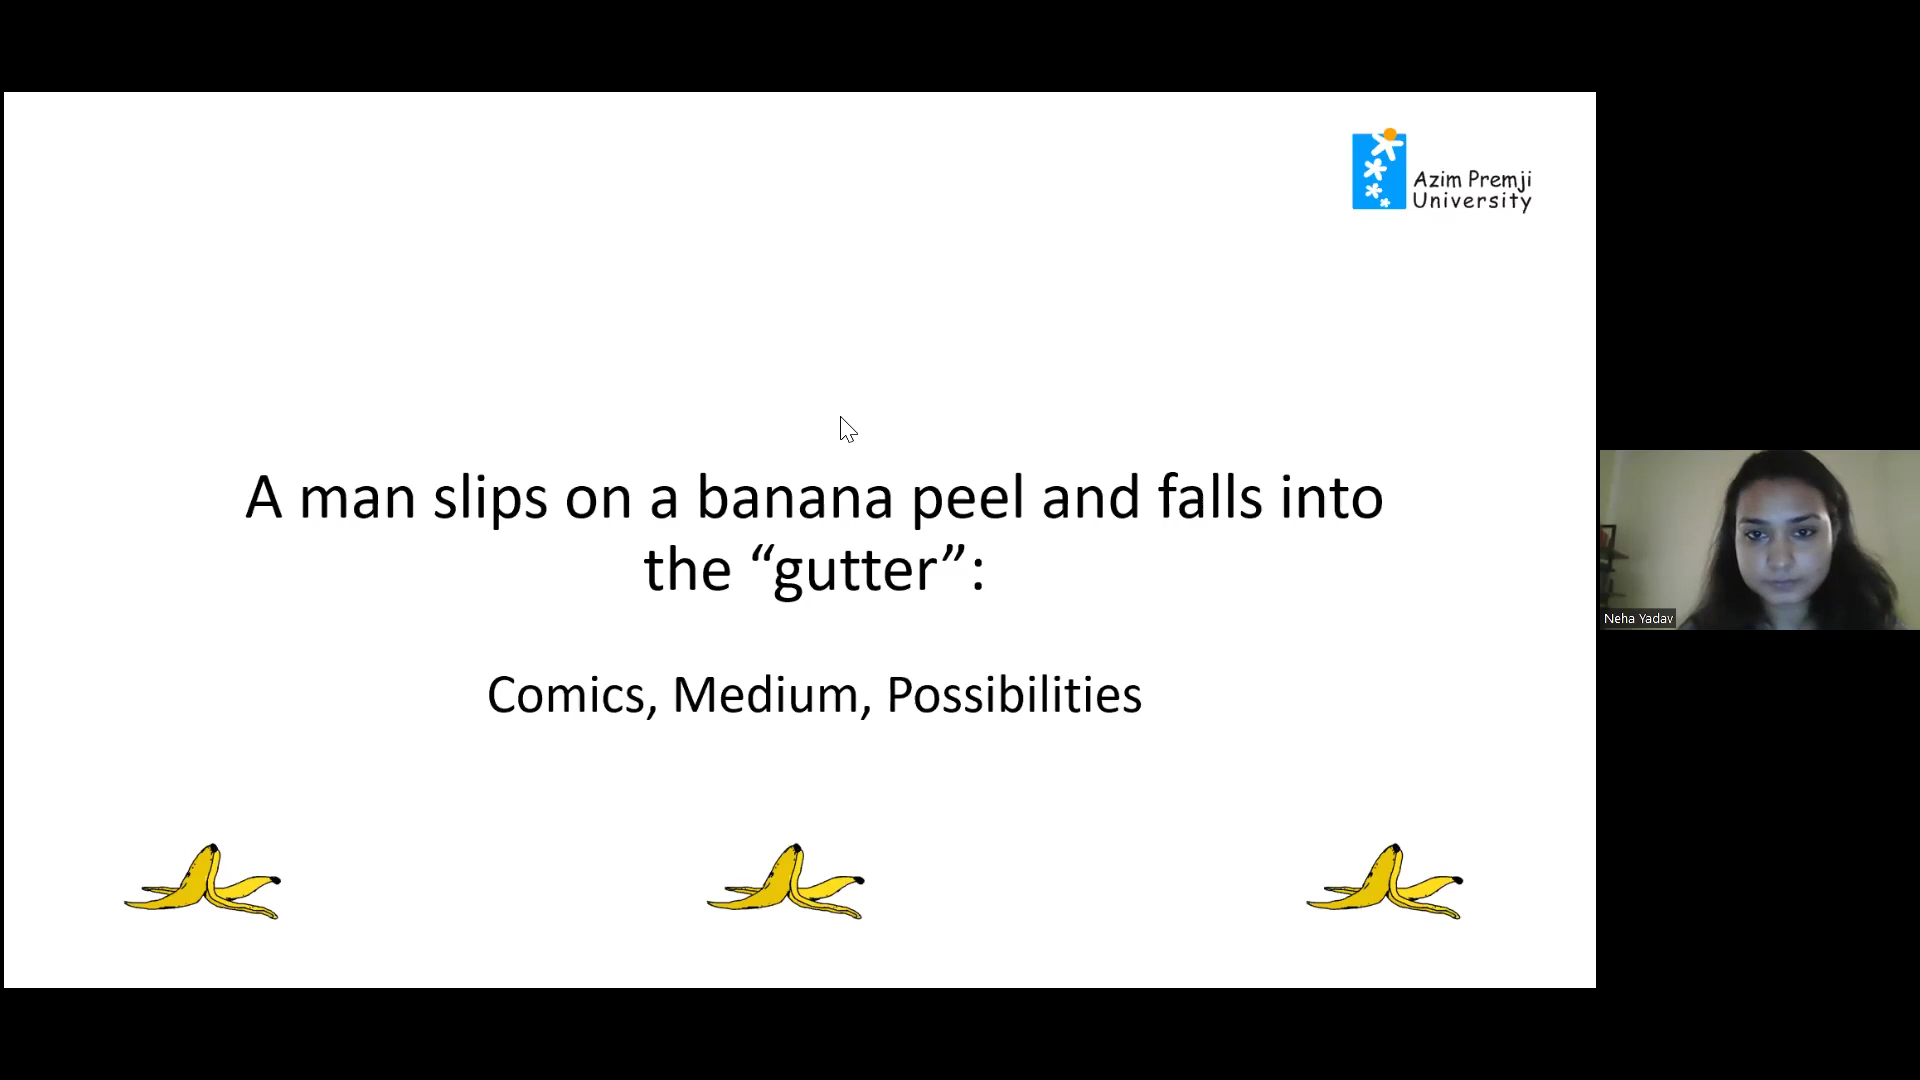 Azim Premji
University
A man slips on a banana peel and falls into
the “gutter”:
Comics, Medium, Possibilities
Neha Yadav